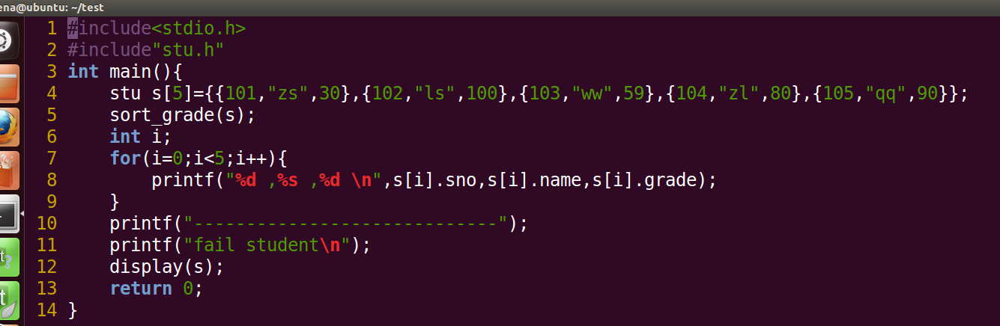 ena@ubuntu: ~/test
1 #include<stdio.h>
2 #include"stu.h"
3 int main(){
4     stu s[5]={{101,"zs",30},{102,"ls",100},{103,"ww",59},{104,"zl",80},{105,"qq",90}};
5     sort_grade(s);
6     int i;
7     for(i=0;i<5;i++){
8         printf("%d ,%s ,%d \n",s[i].sno,s[i].name,s[i].grade);
9     }
10     printf("-----------------------------");
11     printf("fail student\n");
12     display(s);
13     return 0;
14 }